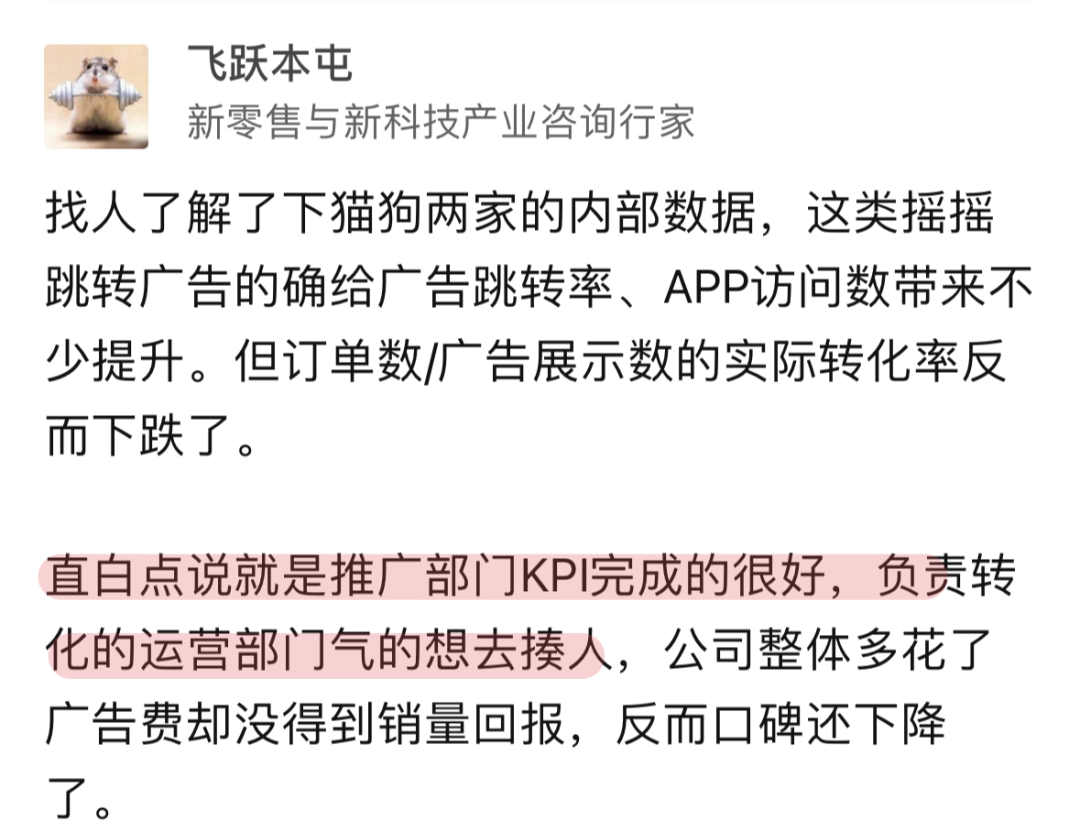 飞跃本屯
新零售与新科技产业咨询行家
找人了解了下猫狗两家的内部数据，这类摇摇
跳转广告的确给广告跳转率、APP访问数带来不
少提升。但订单数/广告展示数的实际转化率反
而下跌了。
直白点说就是推广部门KPI完成的很好，负责转
化的运营部门气的想去揍人，公司整体多花了
广告费却没得到销量回报，反而口碑还下降
了。